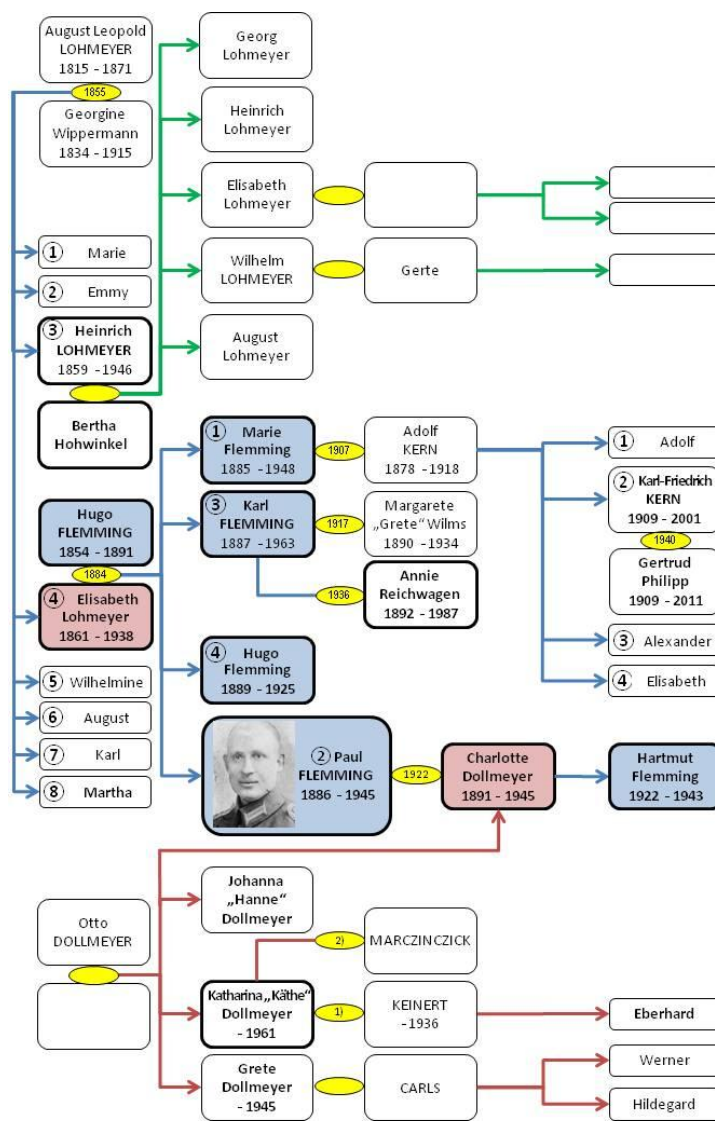 August Leopold
LOHMEYER
1815 - 1871
1855
Georgine
Wippermann
1834 - 1915
① Marie
② Emmy
③ Heinrich
LOHMEYER
1859 - 1946
Bertha
Hohwinkel
Hugo
FLEMMING
1854 - 1891
1884
④ Elisabeth
Lohmeyer
1861 - 1938
⑤ Wilhelmine
⑥ August
⑦ Karl
⑧ Martha
Georg
Lohmeyer
Heinrich
Lohmeyer
Elisabeth
Lohmeyer
Wilhelm
LOHMEYER
Gerte
August
Lohmeyer
① Marie
Flemming
1885 - 1948
1907
Adolf
KERN
1878 - 1918
③ Karl
FLEMMING
1887 - 1963
1917
Margarete
„Grete“ Wilms
1890 - 1934
1936
Annie
Reichwagen
1892 - 1987
④ Hugo
Flemming
1889 - 1925
② Paul
FLEMMING
1886 - 1945
1922
Charlotte
Dollmeyer
1891 - 1945
Hartmut
Flemming
1922 - 1943
① Adolf
② Karl-Friedrich
KERN
1909 - 2001
1940
Gertrud
Philipp
1909 - 2011
③ Alexander
④ Elisabeth
Otto
DOLLMEYER
Johanna
„Hanne“
Dollmeyer
2)
MARCZINCZICK
Katharina „Käthe“
Dollmeyer
- 1961
1)
KEINERT
-1936
Eberhard
Grete
Dollmeyer
- 1945
CARLS
Werner
Hildegard